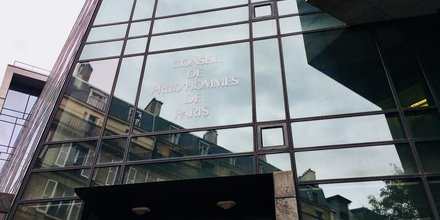 CONSEIL
DE
PRUD'HOMMES
DE
PARIS